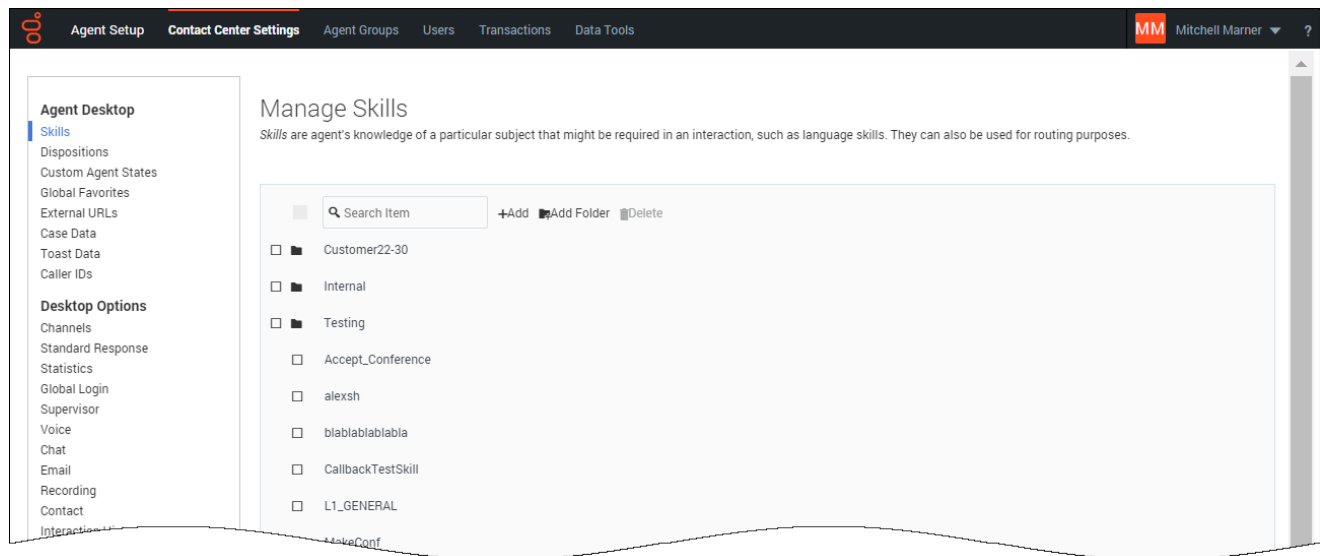 Agent Setup Contact Center Settings Agent Groups Users Transactions Data Tools MM Mitchell Marner ?
Agent Desktop
Skills
Dispositions
Custom Agent States
Global Favorites
External URLs
Case Data
Toast Data
Caller IDs
Desktop Options
Channels
Standard Response
Statistics
Global Login
Supervisor
Voice
Chat
Email
Recording
Contact
Interaction
Manage Skills
Skills are agent's knowledge of a particular subject that might be required in an interaction, such as language skills. They can also be used for routing purposes.
Search Item +Add Add Folder Delete
Customer22-30
Internal
Testing
Accept_Conference
alexsh
blablablablabla
CallbackTestSkill
L1_GENERAL
MakeConf